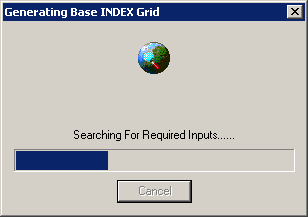 Generating Base INDEX Grid
Searching For Required Inputs......
Cancel